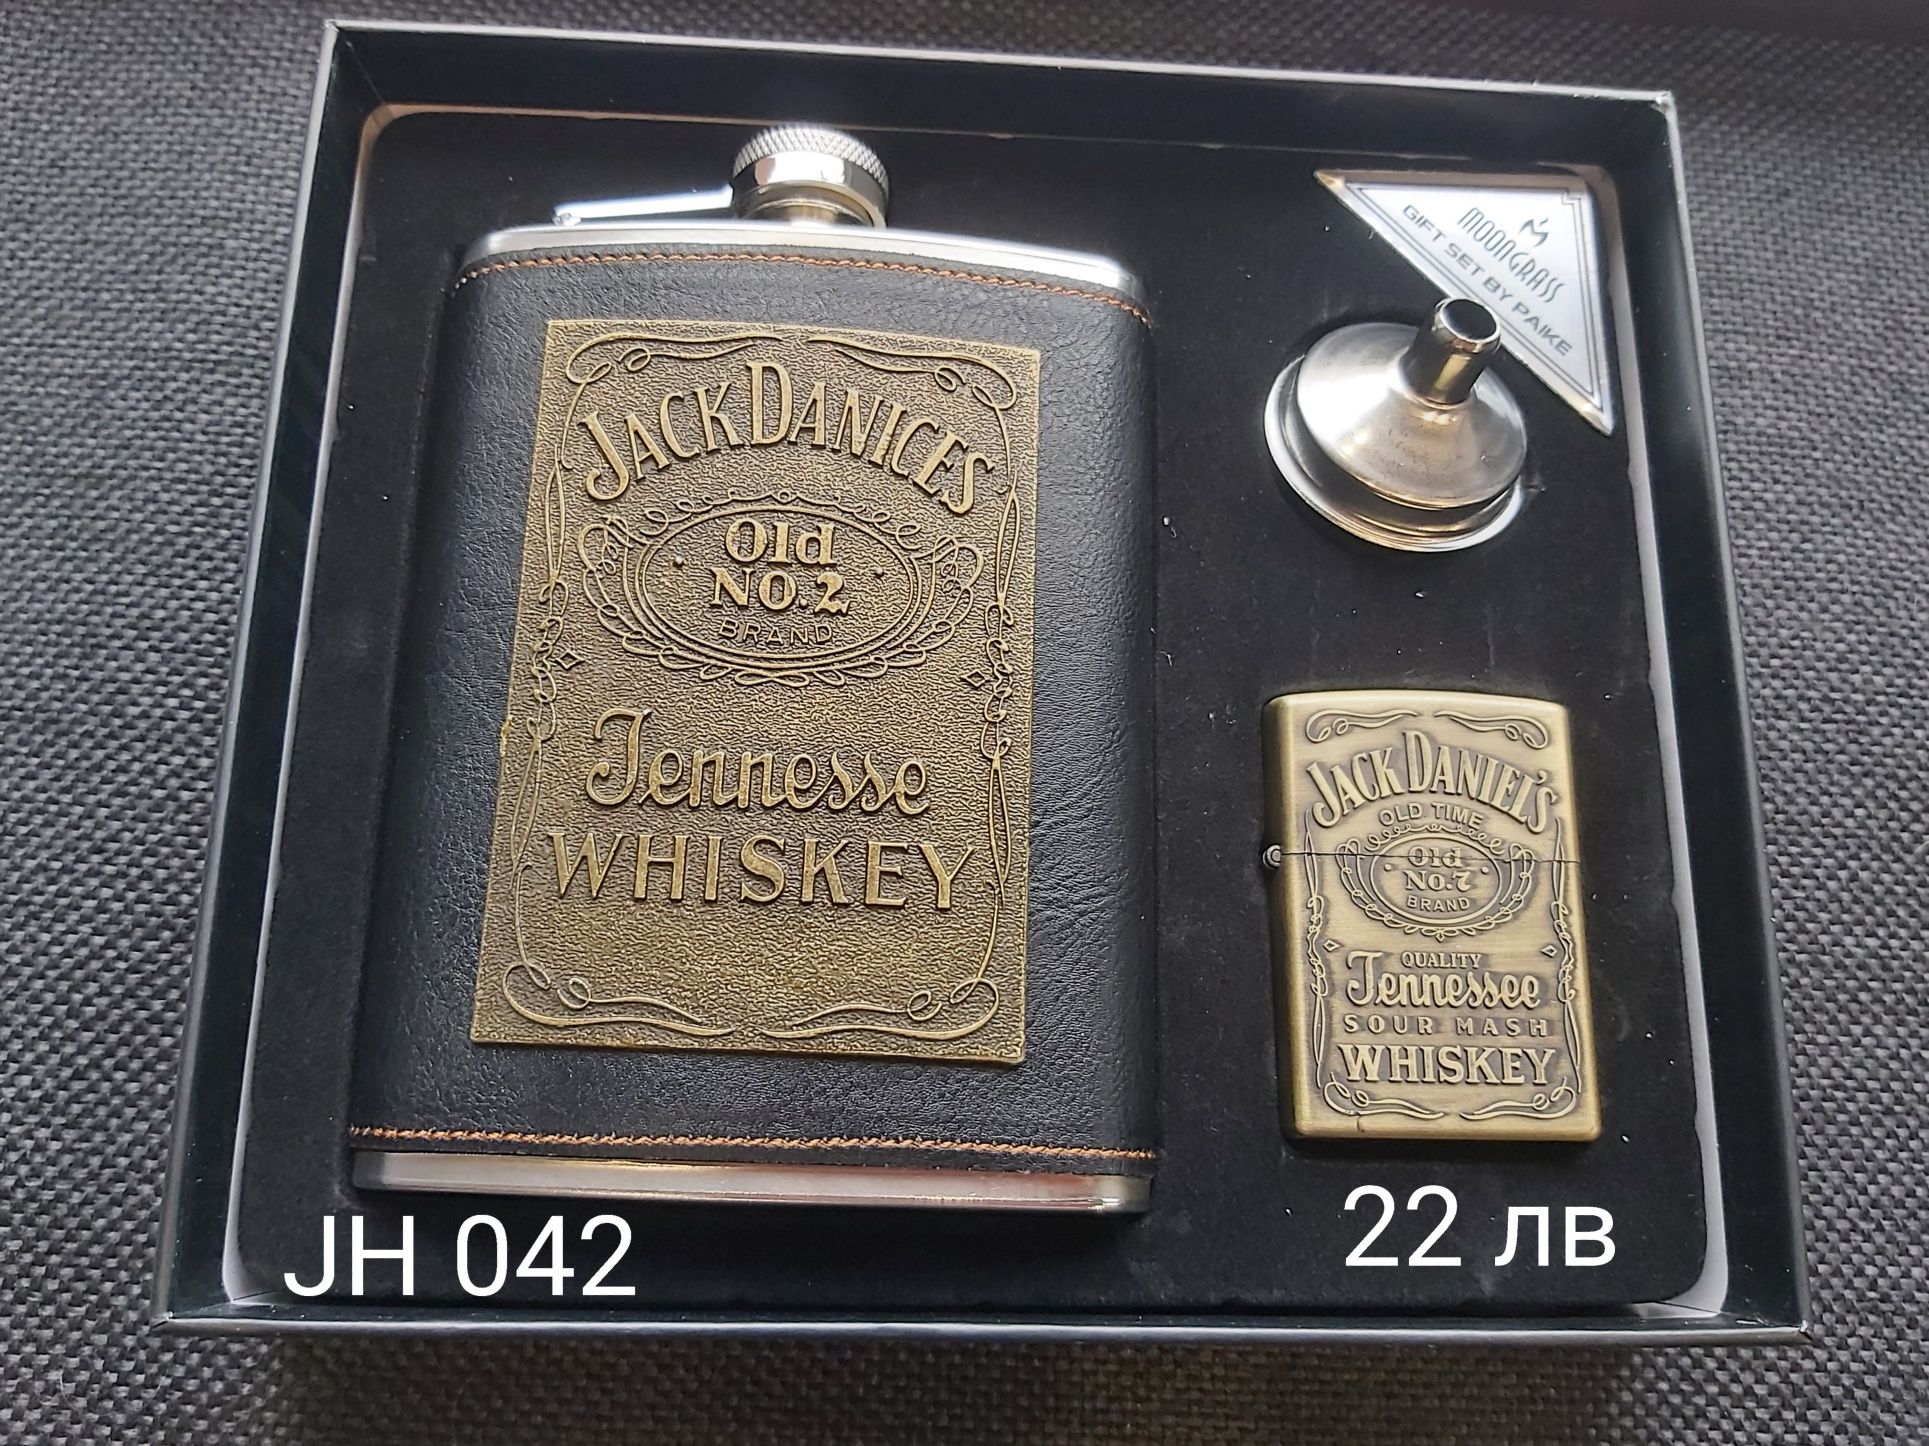 JACK DANICES
Old
NO.2
BRAND
Tennesse
WHISKEY
MOONGRASS
GIFT SET BY PAIKE
JACK DANIEL'S
OLD TIME
Old
No.7
BRAND
QUALITY
Tennessee
SOUR MASH
WHISKEY
JH 042
22 лв